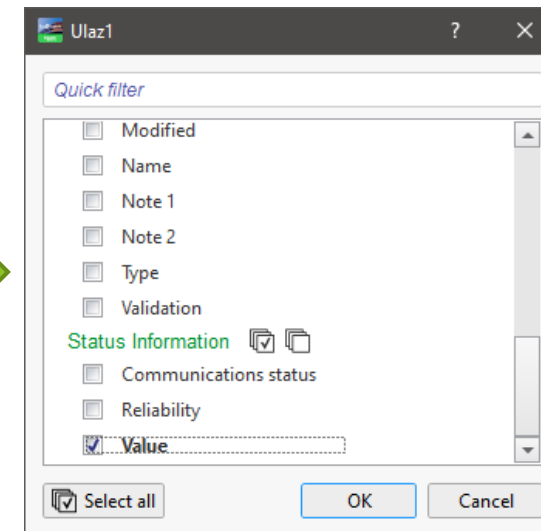 Ulaz1 ?
Quick filter
Modified
Name
Note 1
Note 2
Type
Validation
Status Information
Communications status
Reliability
Value
Select all OK Cancel